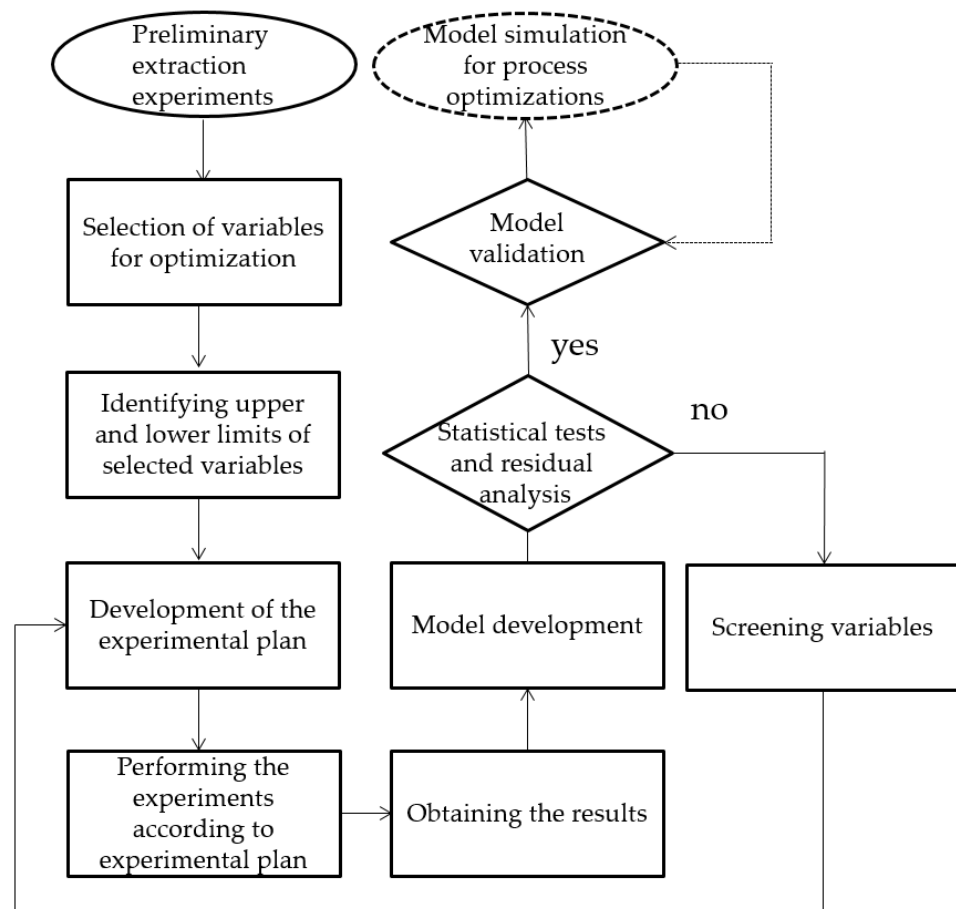 Preliminary
extraction
experiments
Selection of variables
for optimization
Identifying upper
and lower limits of
selected variables
Development of the
experimental plan
Performing the
experiments
according to
experimental plan
Obtaining the results
Model development
Statistical tests
and residual
analysis
yes
no
Model
validation
Model simulation
for process
optimizations
Screening variables